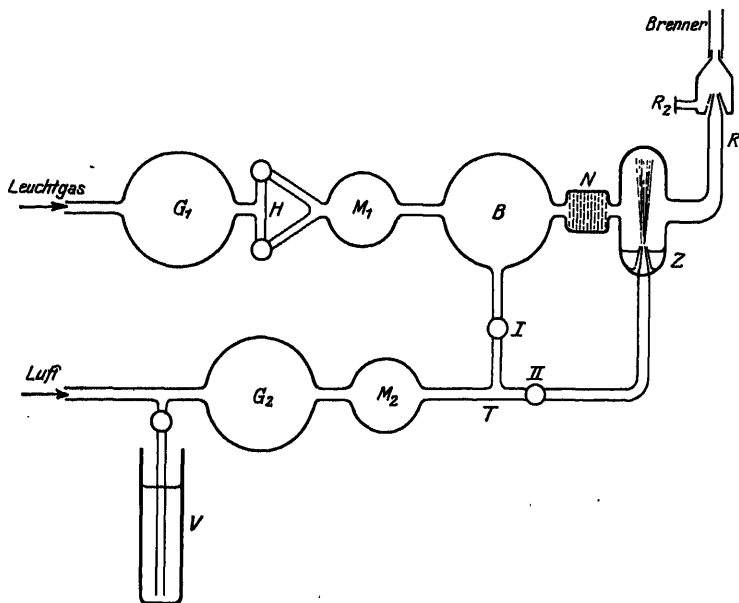 Brenner
R₂
R
Leuchtgas
G₁
H
M₁
B
N
Z
I
Luft
G₂
M₂
T
II
V